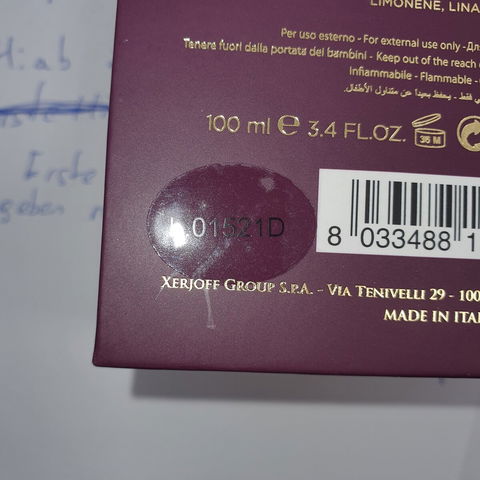 LIMONENE, LINA
Per uso esterno - For external use only - Для
Tenere fuori dalla portata dei bambini - Keep out of the reach
Infiammabile - Flammable -
فقط - يحفظ بعيداً عن متناول الأطفال.
100 ml ℮ 3.4 FL.OZ. 36 M
L 01521D
8 033488 1
XERJOFF GROUP S.P.A. - VIA TENIVELLI 29 - 100
MADE IN ITAL
Erste
geben